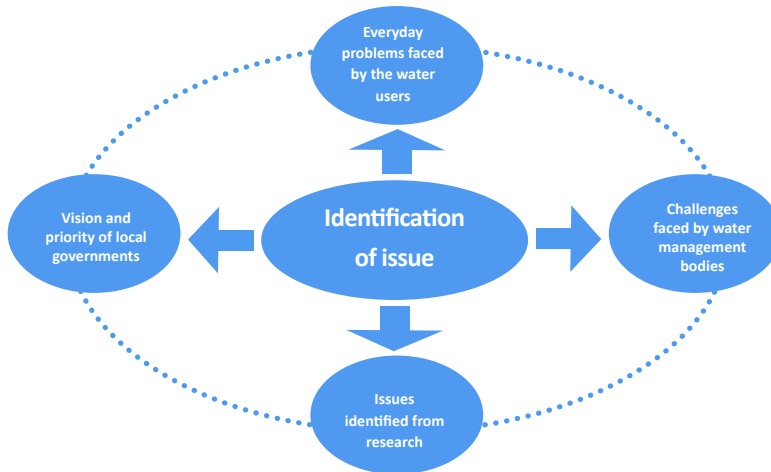 Everyday
problems faced
by the water
users
Vision and
priority of local
governments
Identification
of issue
Challenges
faced by water
management
bodies
Issues
identified from
research